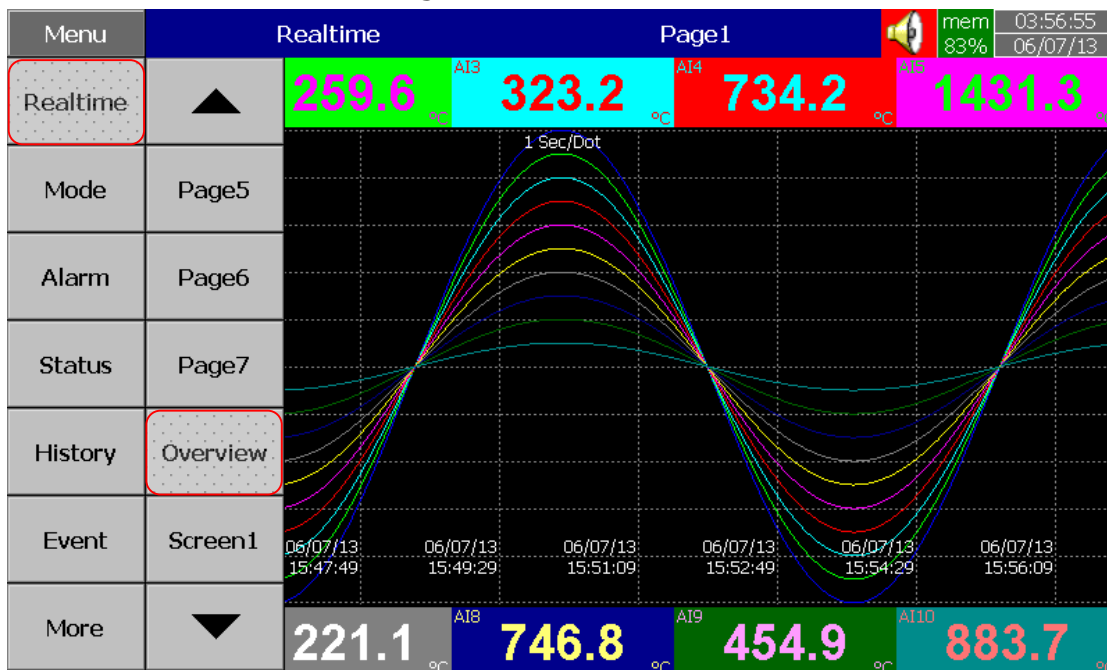 Menu
Realtime
Page1
mem
83%
03:56:55
06/07/13
Realtime
Mode
Alarm
Status
History
Event
More
Page5
Page6
Page7
Overview
Screen1
259.6 °C
AI3 323.2 °C
AI4 734.2 °C
AI5 1431.3
1 Sec/Dot
06/07/13 06/07/13 06/07/13 06/07/13 06/07/13 06/07/13
15:47:49 15:49:29 15:51:09 15:52:49 15:54:29 15:56:09
221.1 °C
AI8 746.8 °C
AI9 454.9 °C
AI10 883.7